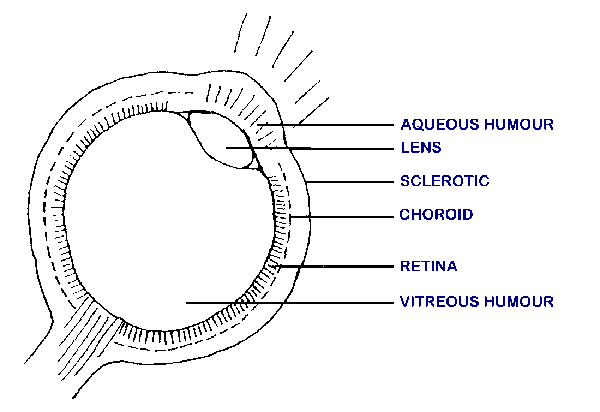 AQUEOUS HUMOUR
LENS
SCLEROTIC
CHOROID
RETINA
VITREOUS HUMOUR